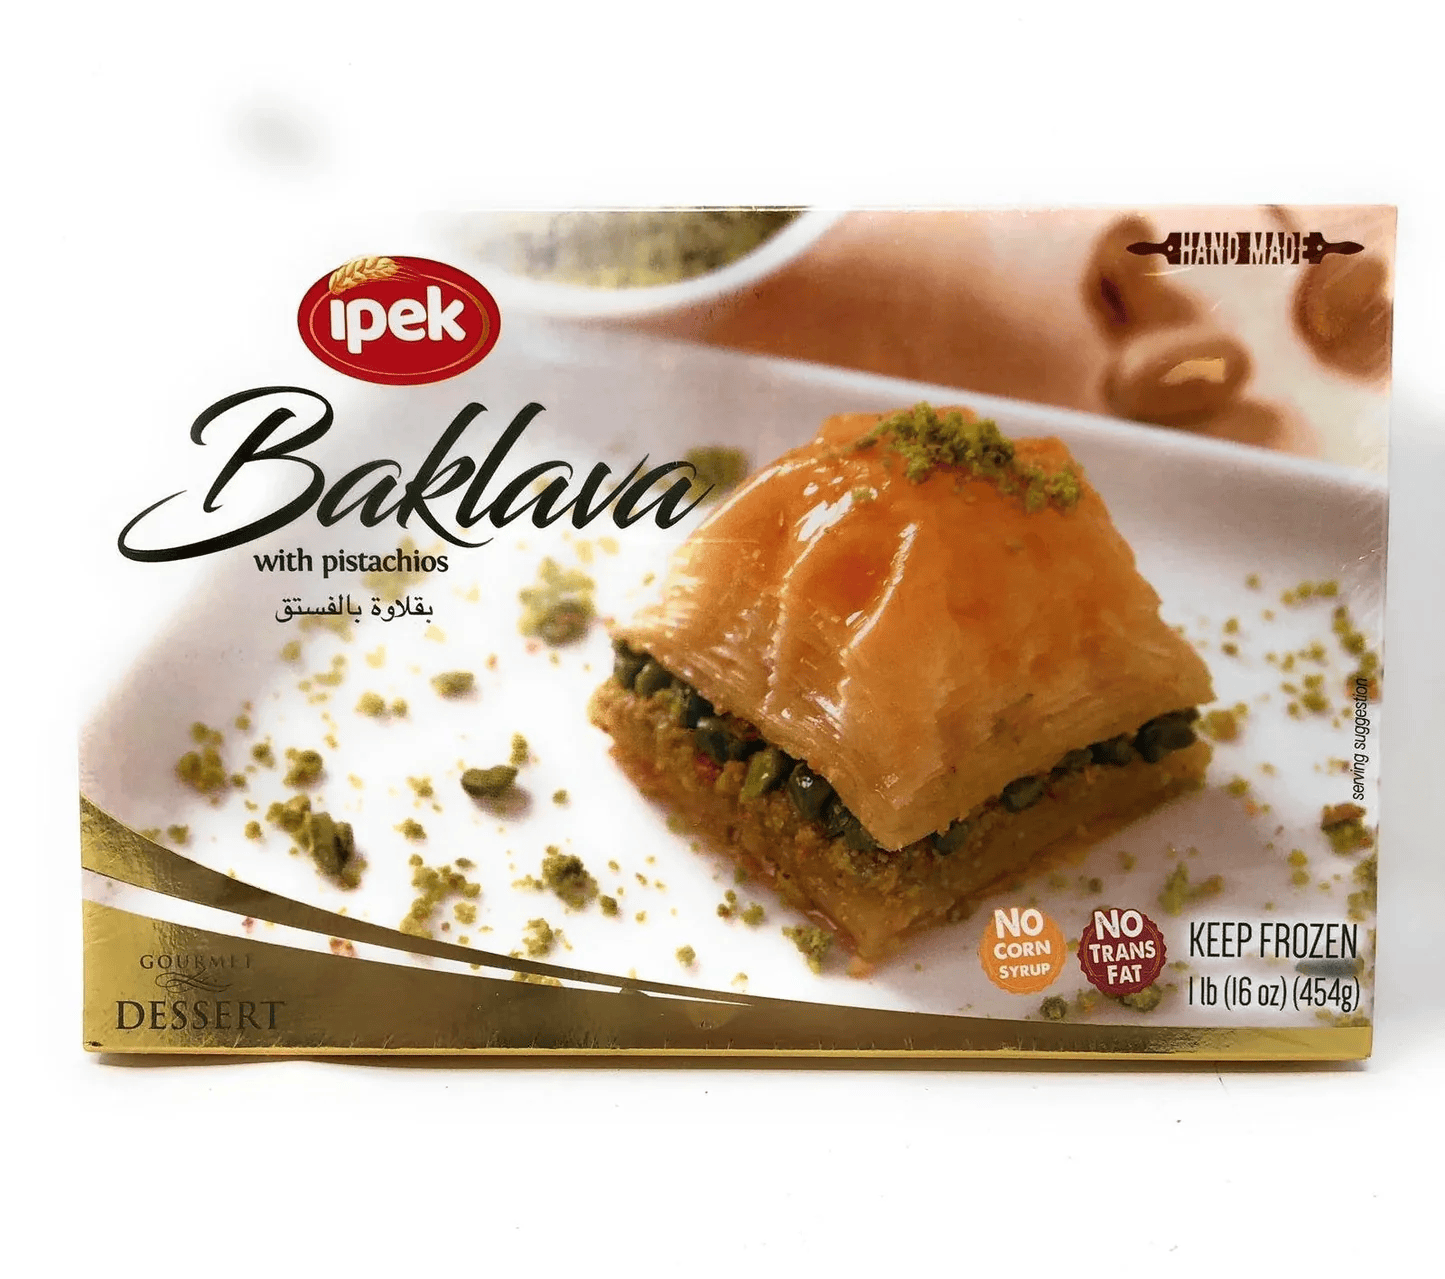 HAND MADE
ipek
Baklava
with pistachios
بقلاوة بالفستق
serving suggestion
NO
CORN
SYRUP
NO
TRANS
FAT
KEEP FROZEN
1 lb (16 oz) (454g)
GOURMET
DESSERT